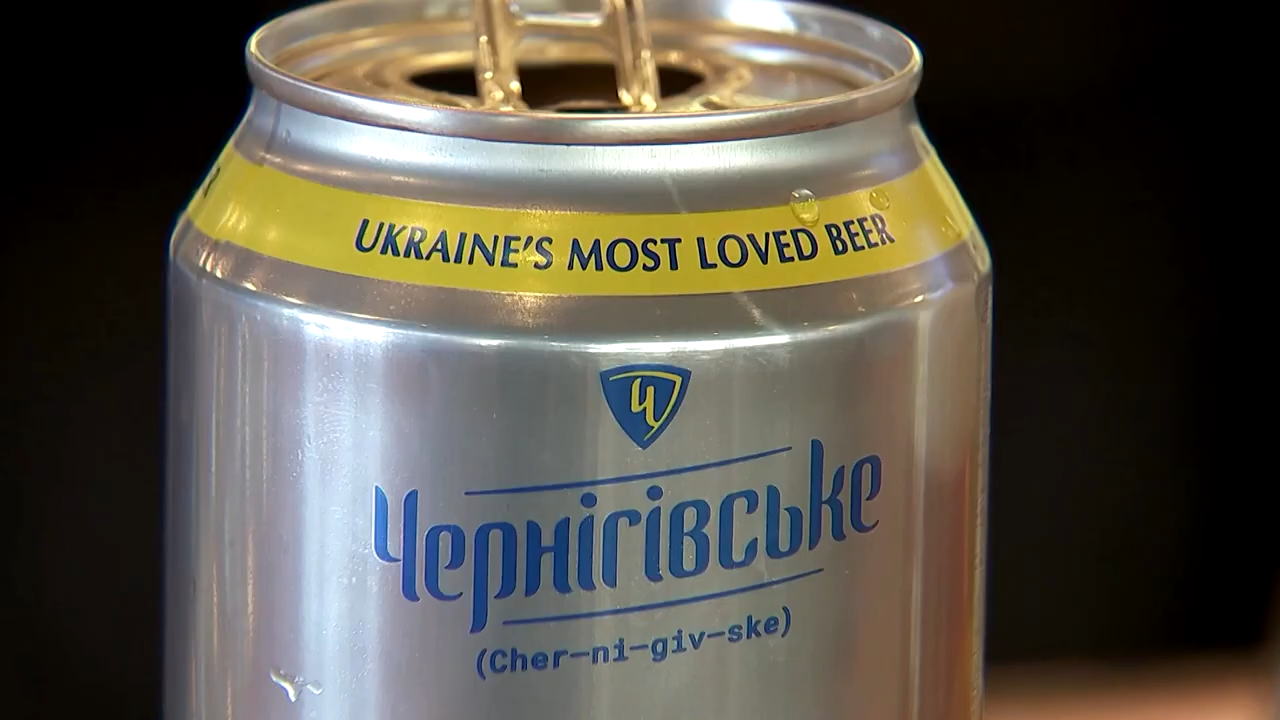 UKRAINE'S MOST LOVED BEER
Ч
Чернігівське
(Cher-ni-giv-ske)